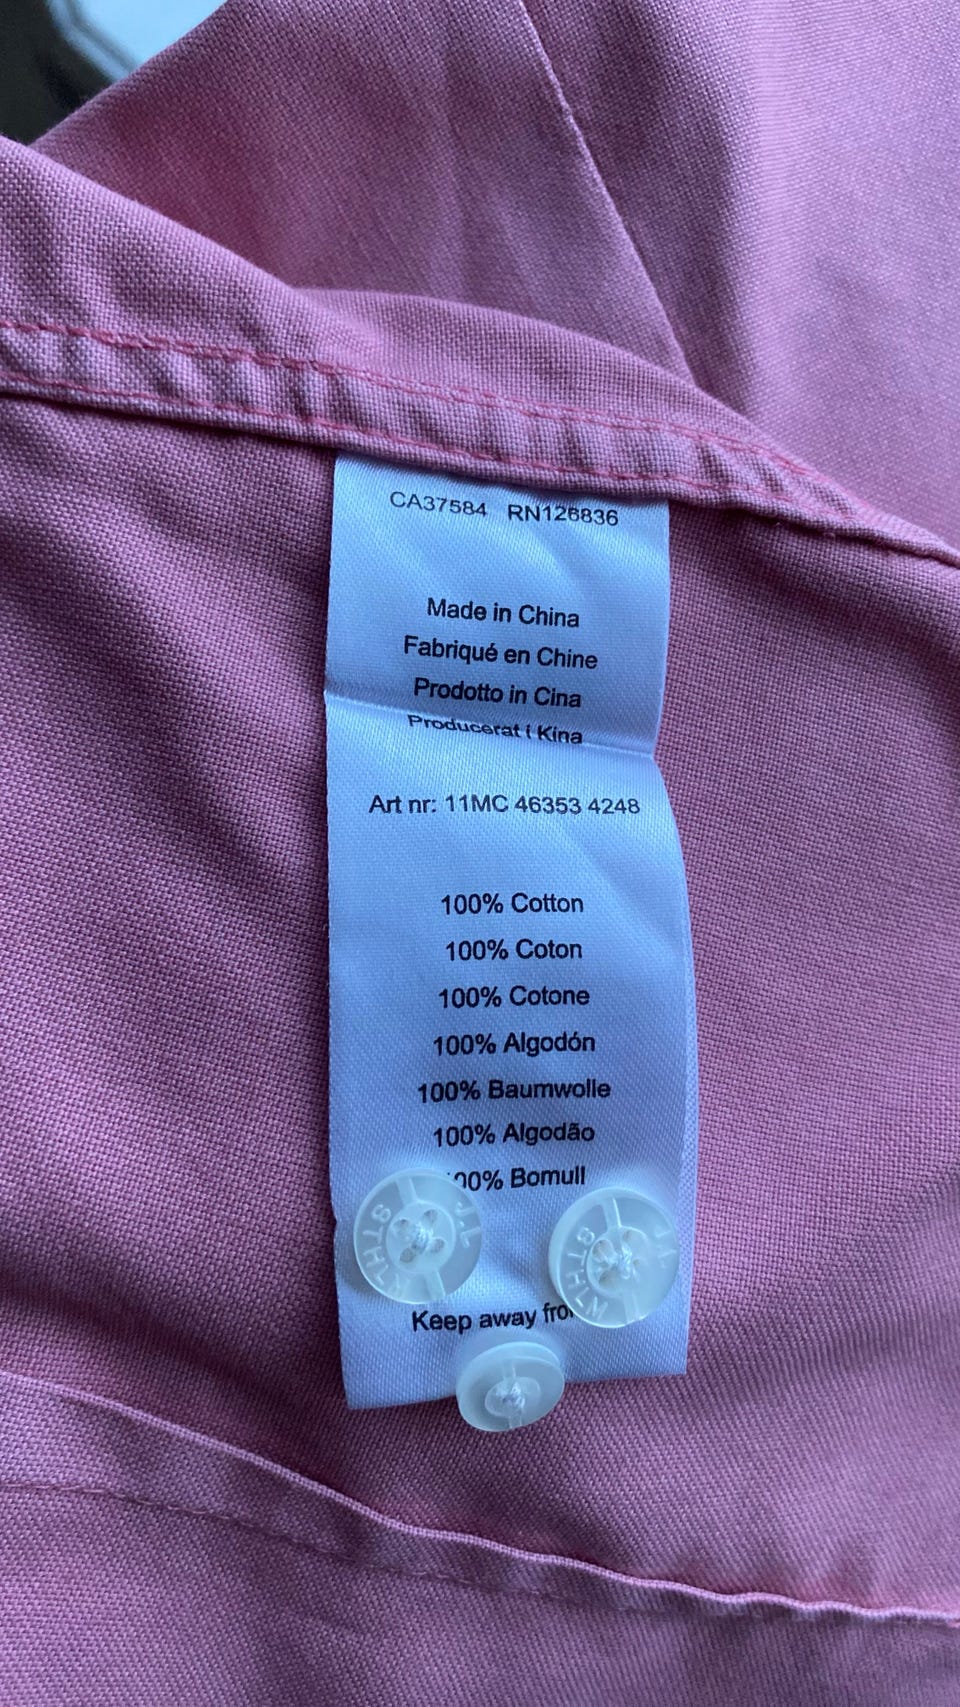 CA37584 RN126836
Made in China
Fabriqué en Chine
Prodotto in Cina
Producerat i Kina
Art nr: 11MC 46353 4248
100% Cotton
100% Coton
100% Cotone
100% Algodón
100% Baumwolle
100% Algodão
00% Bomull
Keep away